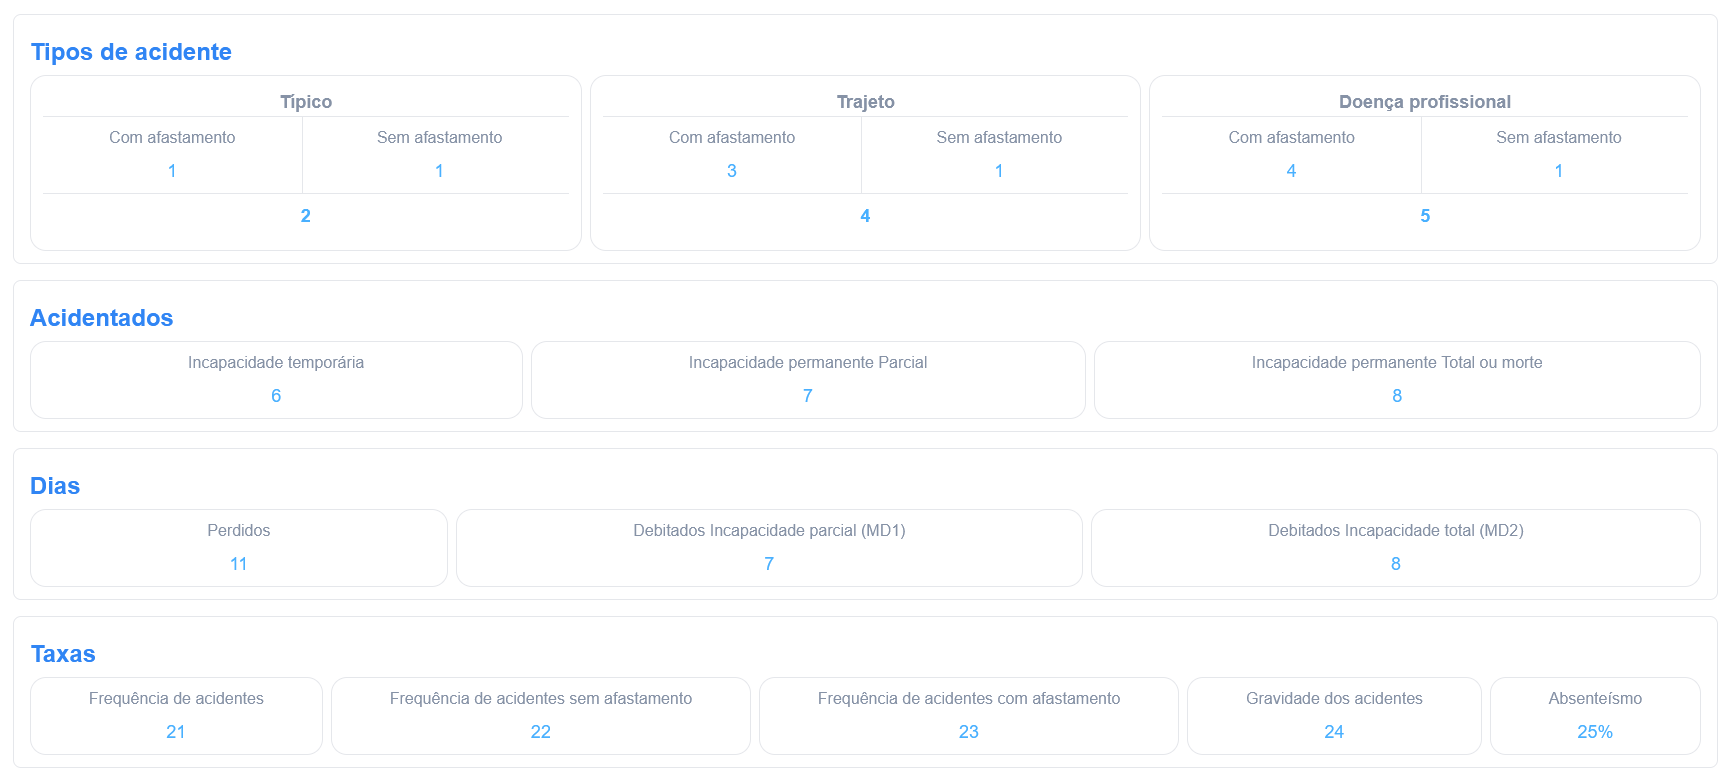 Tipos de acidente
Típico
Com afastamento
1
Sem afastamento
1
2
Trajeto
Com afastamento
3
Sem afastamento
1
4
Doença profissional
Com afastamento
4
Sem afastamento
1
5
Acidentados
Incapacidade temporária
6
Incapacidade permanente Parcial
7
Incapacidade permanente Total ou morte
8
Dias
Perdidos
11
Debitados Incapacidade parcial (MD1)
7
Debitados Incapacidade total (MD2)
8
Taxas
Frequência de acidentes
21
Frequência de acidentes sem afastamento
22
Frequência de acidentes com afastamento
23
Gravidade dos acidentes
24
Absenteísmo
25%